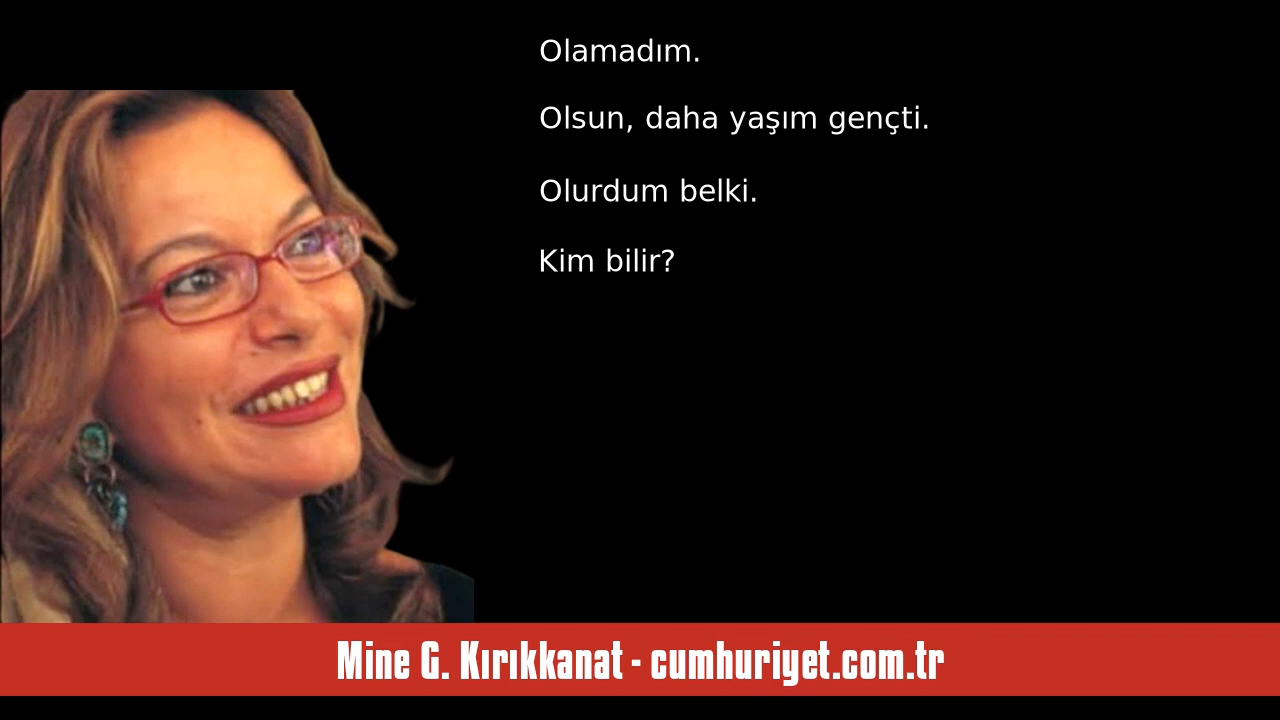 Olamadım.
Olsun, daha yaşım gençti.
Olurdum belki.
Kim bilir?
Mine G. Kırıkkanat - cumhuriyet.com.tr